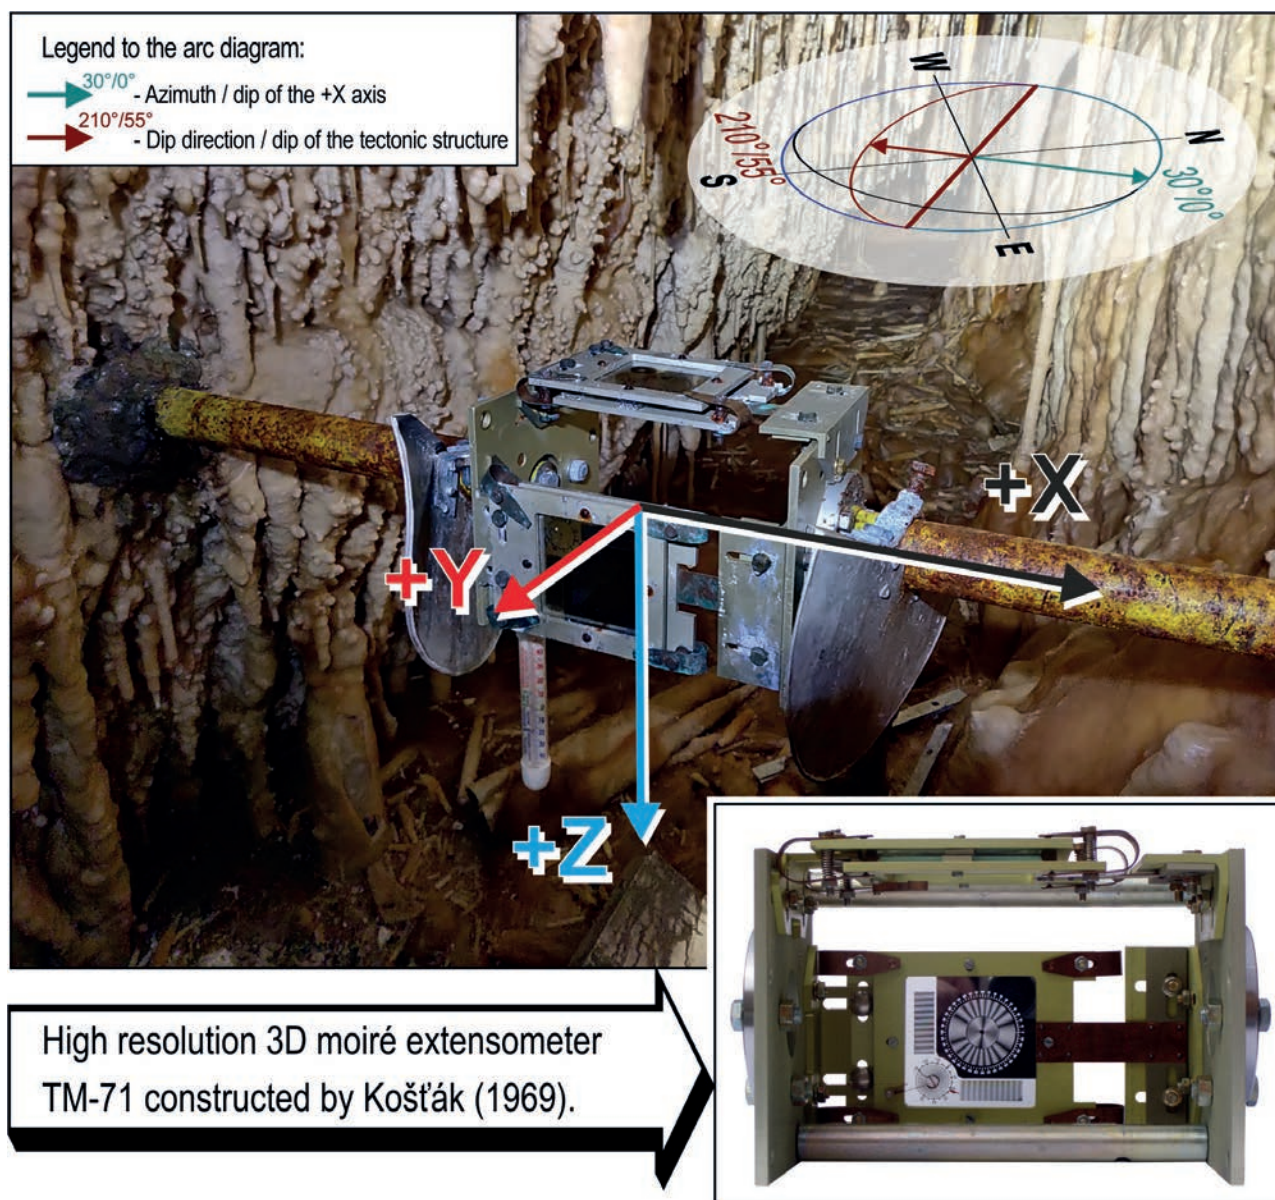 Legend to the arc diagram:
30°/0° - Azimuth / dip of the +X axis
210°/55° - Dip direction / dip of the tectonic structure
W
N
210°/55°
S
30°/0°
E
+X
+Y
+Z
High resolution 3D moiré extensometer
TM-71 constructed by Košťák (1969).